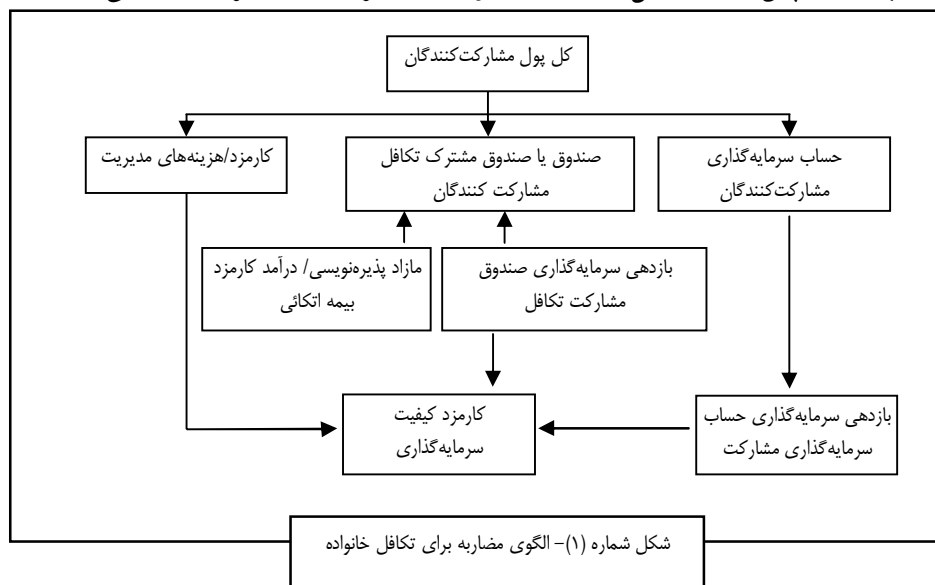 کل پول مشارکت‌کنندگان
حساب سرمایه‌گذاری
مشارکت‌کنندگان
صندوق یا صندوق مشترک تکافل
مشارکت کنندگان
کارمزد/هزینه‌های مدیریت
بازدهی سرمایه‌گذاری صندوق
مشارکت تکافل
مازاد پذیره‌نویسی/ درآمد کارمزد
بیمه اتکائی
بازدهی سرمایه‌گذاری حساب
سرمایه‌گذاری مشارکت
کارمزد کیفیت
سرمایه‌گذاری
شکل شماره (۱)- الگوی مضاربه برای تکافل خانواده